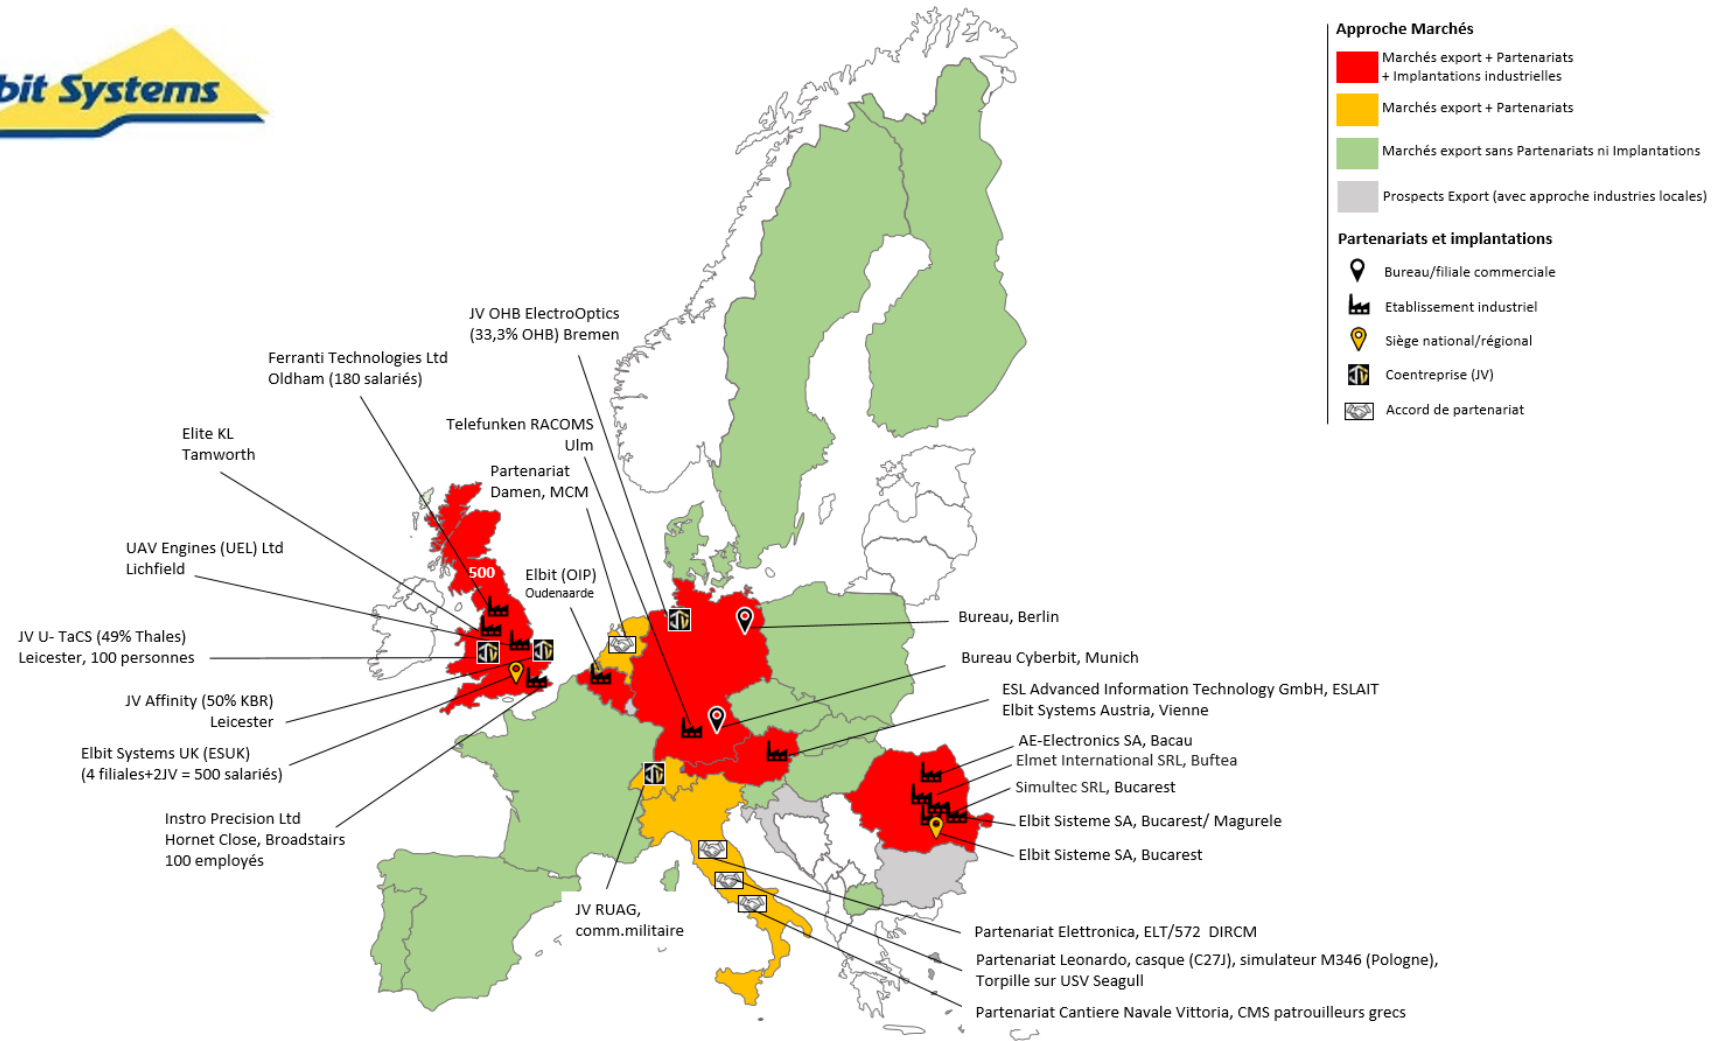 bit Systems
Approche Marchés
Marchés export + Partenariats
+ Implantations industrielles
Marchés export + Partenariats
Marchés export sans Partenariats ni Implantations
Prospects Export (avec approche industries locales)
Partenariats et implantations
Bureau/filiale commerciale
Etablissement industriel
Siège national/régional
Coentreprise (JV)
Accord de partenariat
JV OHB ElectroOptics
(33,3% OHB) Bremen
Ferranti Technologies Ltd
Oldham (180 salariés)
Telefunken RACOMS
Ulm
Elite KL
Tamworth
Partenariat
Damen, MCM
UAV Engines (UEL) Ltd
Lichfield
500
Elbit (OIP)
Oudenaarde
JV U- TaCS (49% Thales)
Leicester, 100 personnes
JV Affinity (50% KBR)
Leicester
Elbit Systems UK (ESUK)
(4 filiales+2JV = 500 salariés)
Instro Precision Ltd
Hornet Close, Broadstairs
100 employés
JV RUAG,
comm.militaire
Bureau, Berlin
Bureau Cyberbit, Munich
ESL Advanced Information Technology GmbH, ESLAIT
Elbit Systems Austria, Vienne
AE-Electronics SA, Bacau
Elmet International SRL, Buftea
Simultec SRL, Bucarest
Elbit Sisteme SA, Bucarest/ Magurele
Elbit Sisteme SA, Bucarest
Partenariat Elettronica, ELT/572 DIRCM
Partenariat Leonardo, casque (C27J), simulateur M346 (Pologne),
Torpille sur USV Seagull
Partenariat Cantiere Navale Vittoria, CMS patrouilleurs grecs